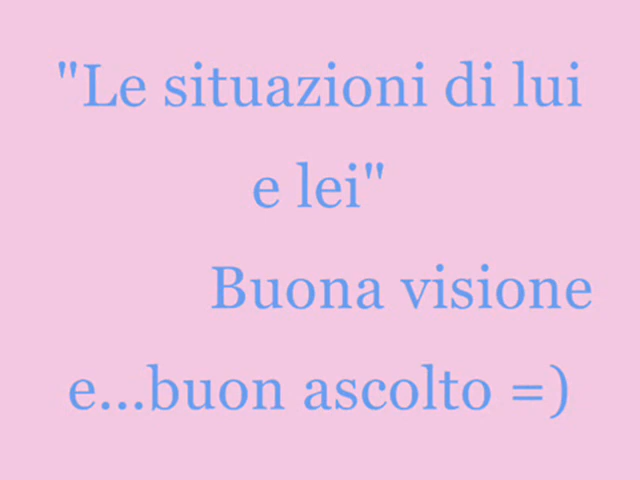 "Le situazioni di lui
e lei"
Buona visione
e...buon ascolto =)